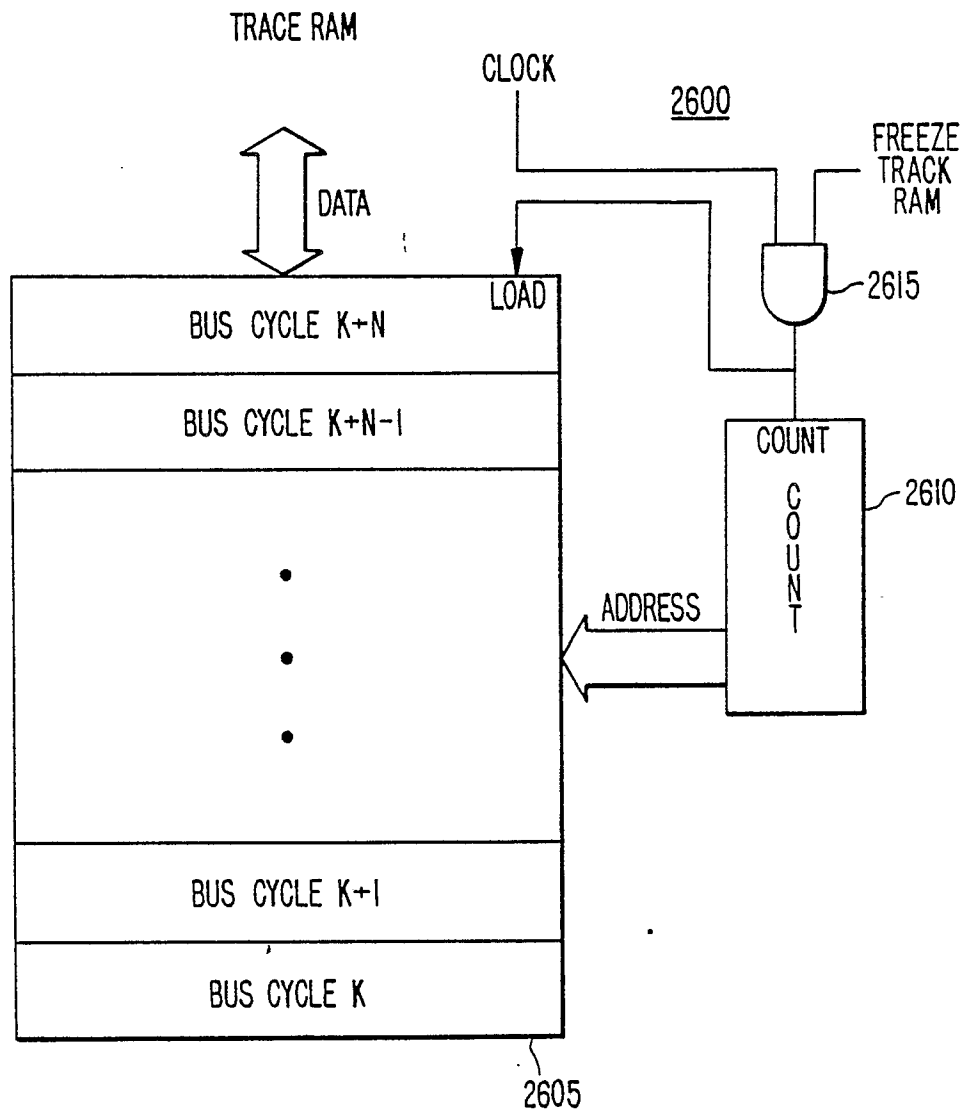 TRACE RAM
CLOCK
2600
FREEZE
TRACK
RAM
DATA
LOAD
2615
BUS CYCLE K+N
BUS CYCLE K+N-1
COUNT
COUNT
2610
ADDRESS
BUS CYCLE K+1
BUS CYCLE K
2605